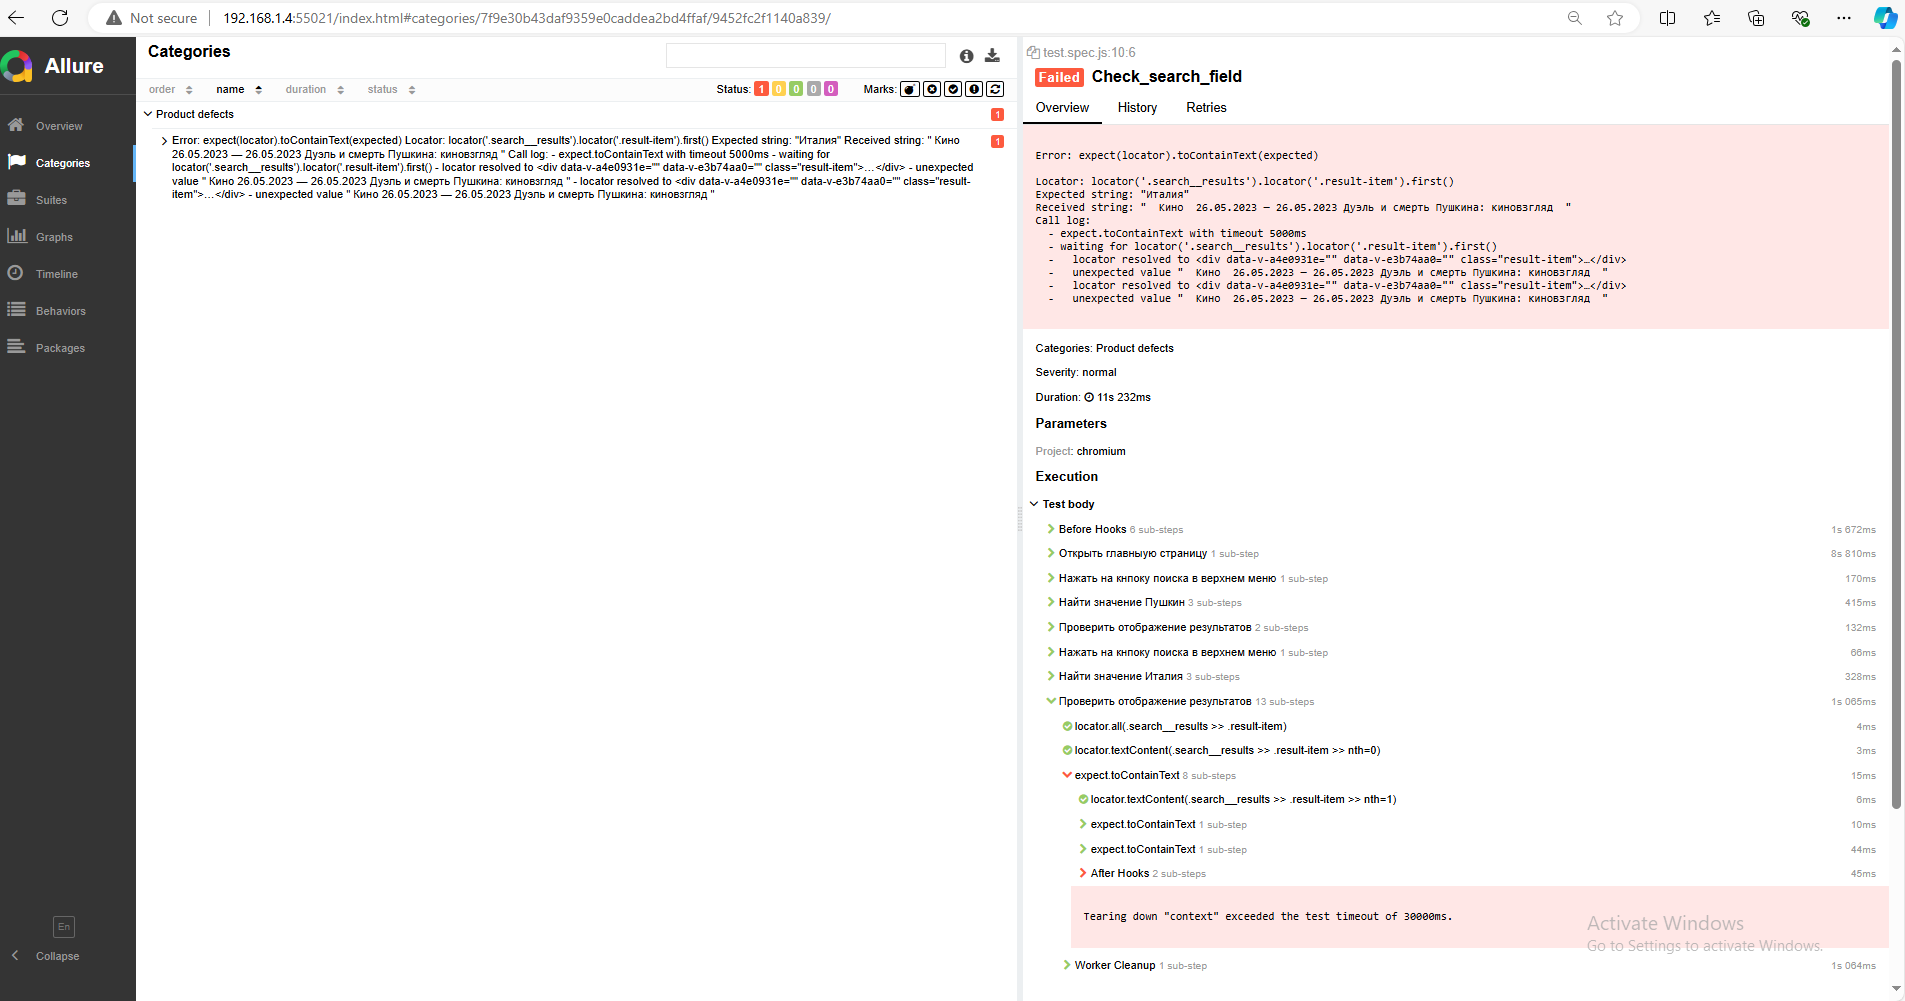 Not secure
192.168.1.4:55021/index.html#categories/7f9e30b43daf9359e0caddea2bd4ffaf/9452fc2f1140a839/
Allure
Overview
Categories
Suites
Graphs
Timeline
Behaviors
Packages
En
Collapse
Categories
order name duration status
Status: 1 0 0 0 0 Marks:
Product defects 1
Error: expect(locator).toContainText(expected) Locator: locator('.search__results').locator('.result-item').first() Expected string: "Италия" Received string: " Кино 1
26.05.2023 — 26.05.2023 Дуэль и смерть Пушкина: киновзгляд " Call log: - expect.toContainText with timeout 5000ms - waiting for
locator('.search__results').locator('.result-item').first() - locator resolved to <div data-v-a4e0931e="" data-v-e3b74aa0="" class="result-item">...</div> - unexpected
value " Кино 26.05.2023 — 26.05.2023 Дуэль и смерть Пушкина: киновзгляд " - locator resolved to <div data-v-a4e0931e="" data-v-e3b74aa0="" class="result-
item">...</div> - unexpected value " Кино 26.05.2023 — 26.05.2023 Дуэль и смерть Пушкина: киновзгляд "
test.spec.js:10:6
Failed Check_search_field
Overview History Retries
Error: expect(locator).toContainText(expected)
Locator: locator('.search__results').locator('.result-item').first()
Expected string: "Италия"
Received string: " Кино 26.05.2023 — 26.05.2023 Дуэль и смерть Пушкина: киновзгляд "
Call log:
- expect.toContainText with timeout 5000ms
- waiting for locator('.search__results').locator('.result-item').first()
- locator resolved to <div data-v-a4e0931e="" data-v-e3b74aa0="" class="result-item">…</div>
- unexpected value " Кино 26.05.2023 — 26.05.2023 Дуэль и смерть Пушкина: киновзгляд "
- locator resolved to <div data-v-a4e0931e="" data-v-e3b74aa0="" class="result-item">…</div>
- unexpected value " Кино 26.05.2023 — 26.05.2023 Дуэль и смерть Пушкина: киновзгляд "
Categories: Product defects
Severity: normal
Duration: 11s 232ms
Parameters
Project: chromium
Execution
Test body
Before Hooks 6 sub-steps 1s 672ms
Открыть главныую страницу 1 sub-step 8s 810ms
Нажать на кнпоку поиска в верхнем меню 1 sub-step 170ms
Найти значение Пушкин 3 sub-steps 415ms
Проверить отображение результатов 2 sub-steps 132ms
Нажать на кнпоку поиска в верхнем меню 1 sub-step 66ms
Найти значение Италия 3 sub-steps 328ms
Проверить отображение результатов 13 sub-steps 1s 065ms
locator.all(.search__results >> .result-item) 4ms
locator.textContent(.search__results >> .result-item >> nth=0) 3ms
expect.toContainText 8 sub-steps 15ms
locator.textContent(.search__results >> .result-item >> nth=1) 6ms
expect.toContainText 1 sub-step 10ms
expect.toContainText 1 sub-step 44ms
After Hooks 2 sub-steps 45ms
Tearing down "context" exceeded the test timeout of 30000ms.
Activate Windows
Go to Settings to activate Windows.
Worker Cleanup 1 sub-step 1s 064ms